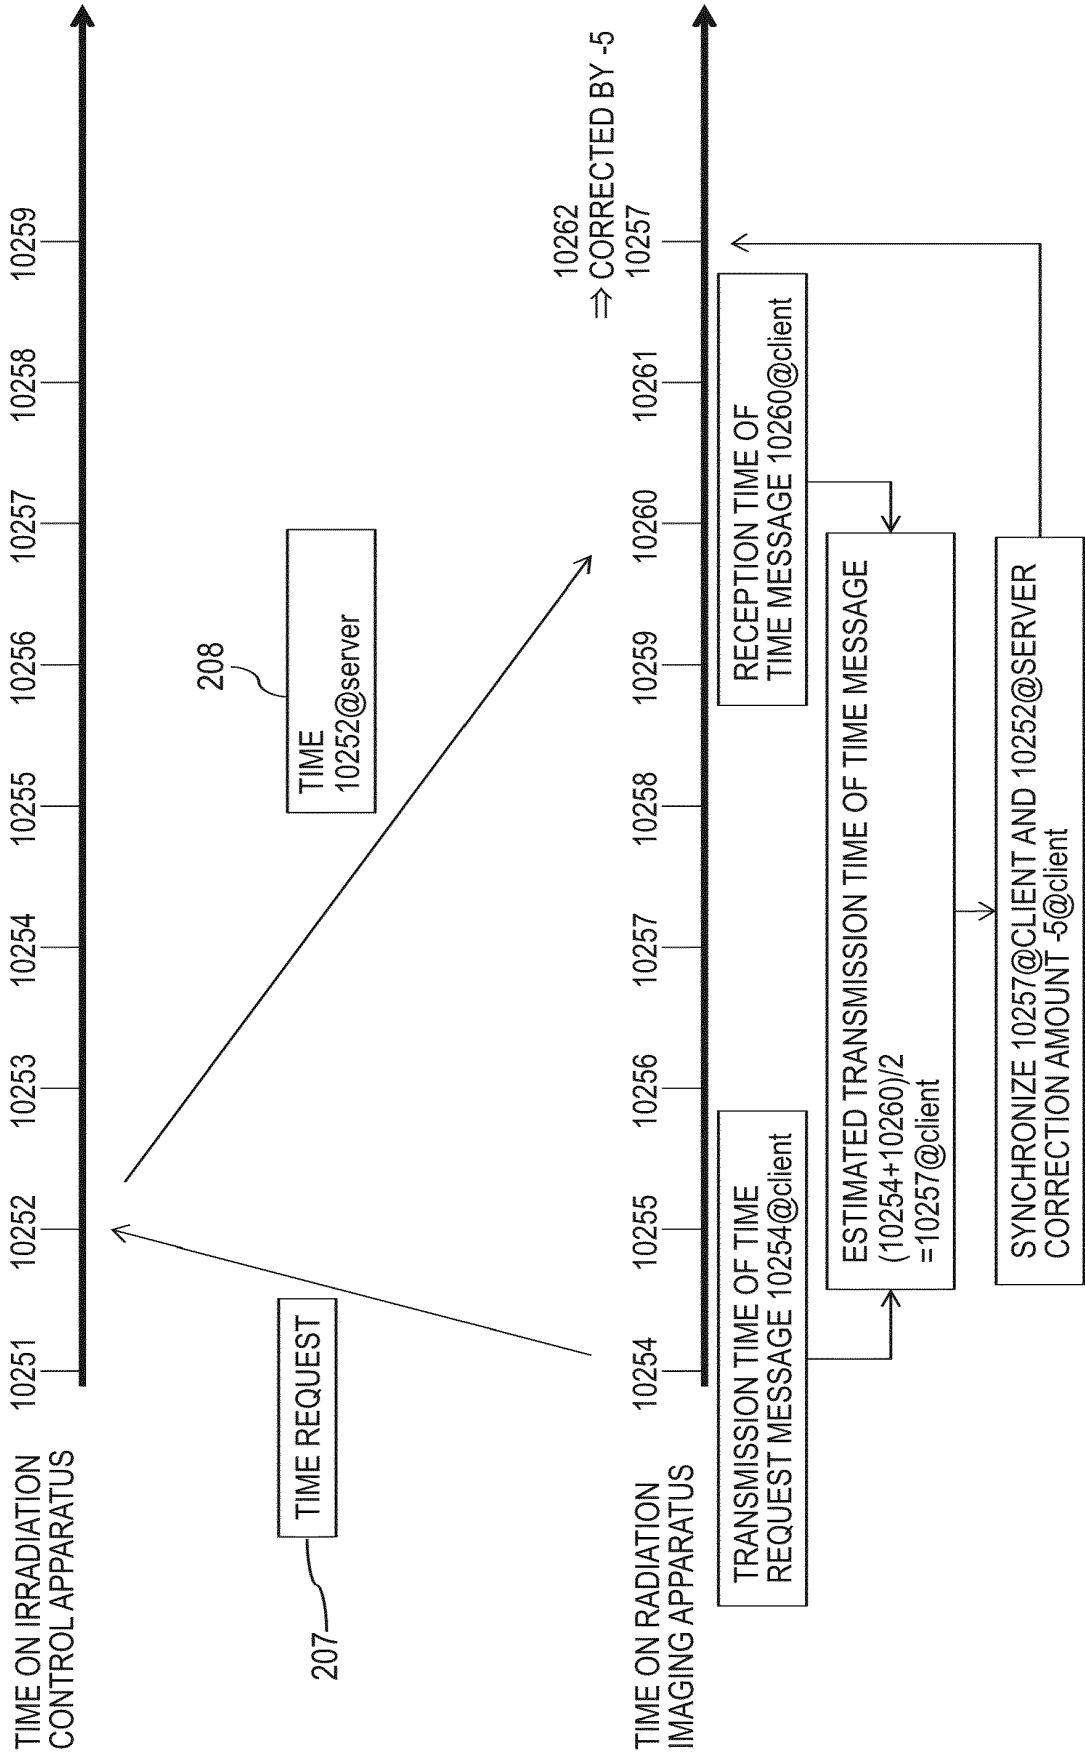 TIME ON IRRADIATION
CONTROL APPARATUS
10251
10252
10253
10254
10255
10256
10257
10258
10259
207
TIME REQUEST
208
TIME
10252@server
TIME ON RADIATION
IMAGING APPARATUS
10254
10255
10256
10257
10258
10259
10260
10261
10262
⇒ CORRECTED BY -5
10257
TRANSMISSION TIME OF TIME
REQUEST MESSAGE 10254@client
RECEPTION TIME OF
TIME MESSAGE 10260@client
ESTIMATED TRANSMISSION TIME OF TIME MESSAGE
(10254+10260)/2
=10257@client
SYNCHRONIZE 10257@CLIENT AND 10252@SERVER
CORRECTION AMOUNT -5@client